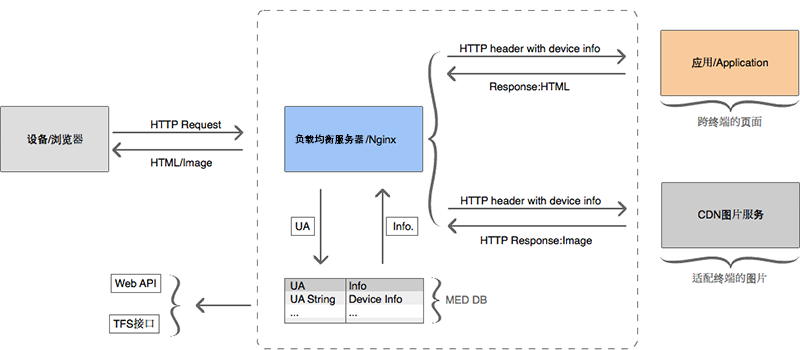 HTTP header with device info
应用/Application
Response:HTML
跨终端的页面
设备/浏览器
HTTP Request
HTML/Image
负载均衡服务器/Nginx
HTTP header with device info
CDN图片服务
HTTP Response:Image
适配终端的图片
UA
Info.
Web API
TFS接口
UA Info
UA String Device Info
... ...
MED DB